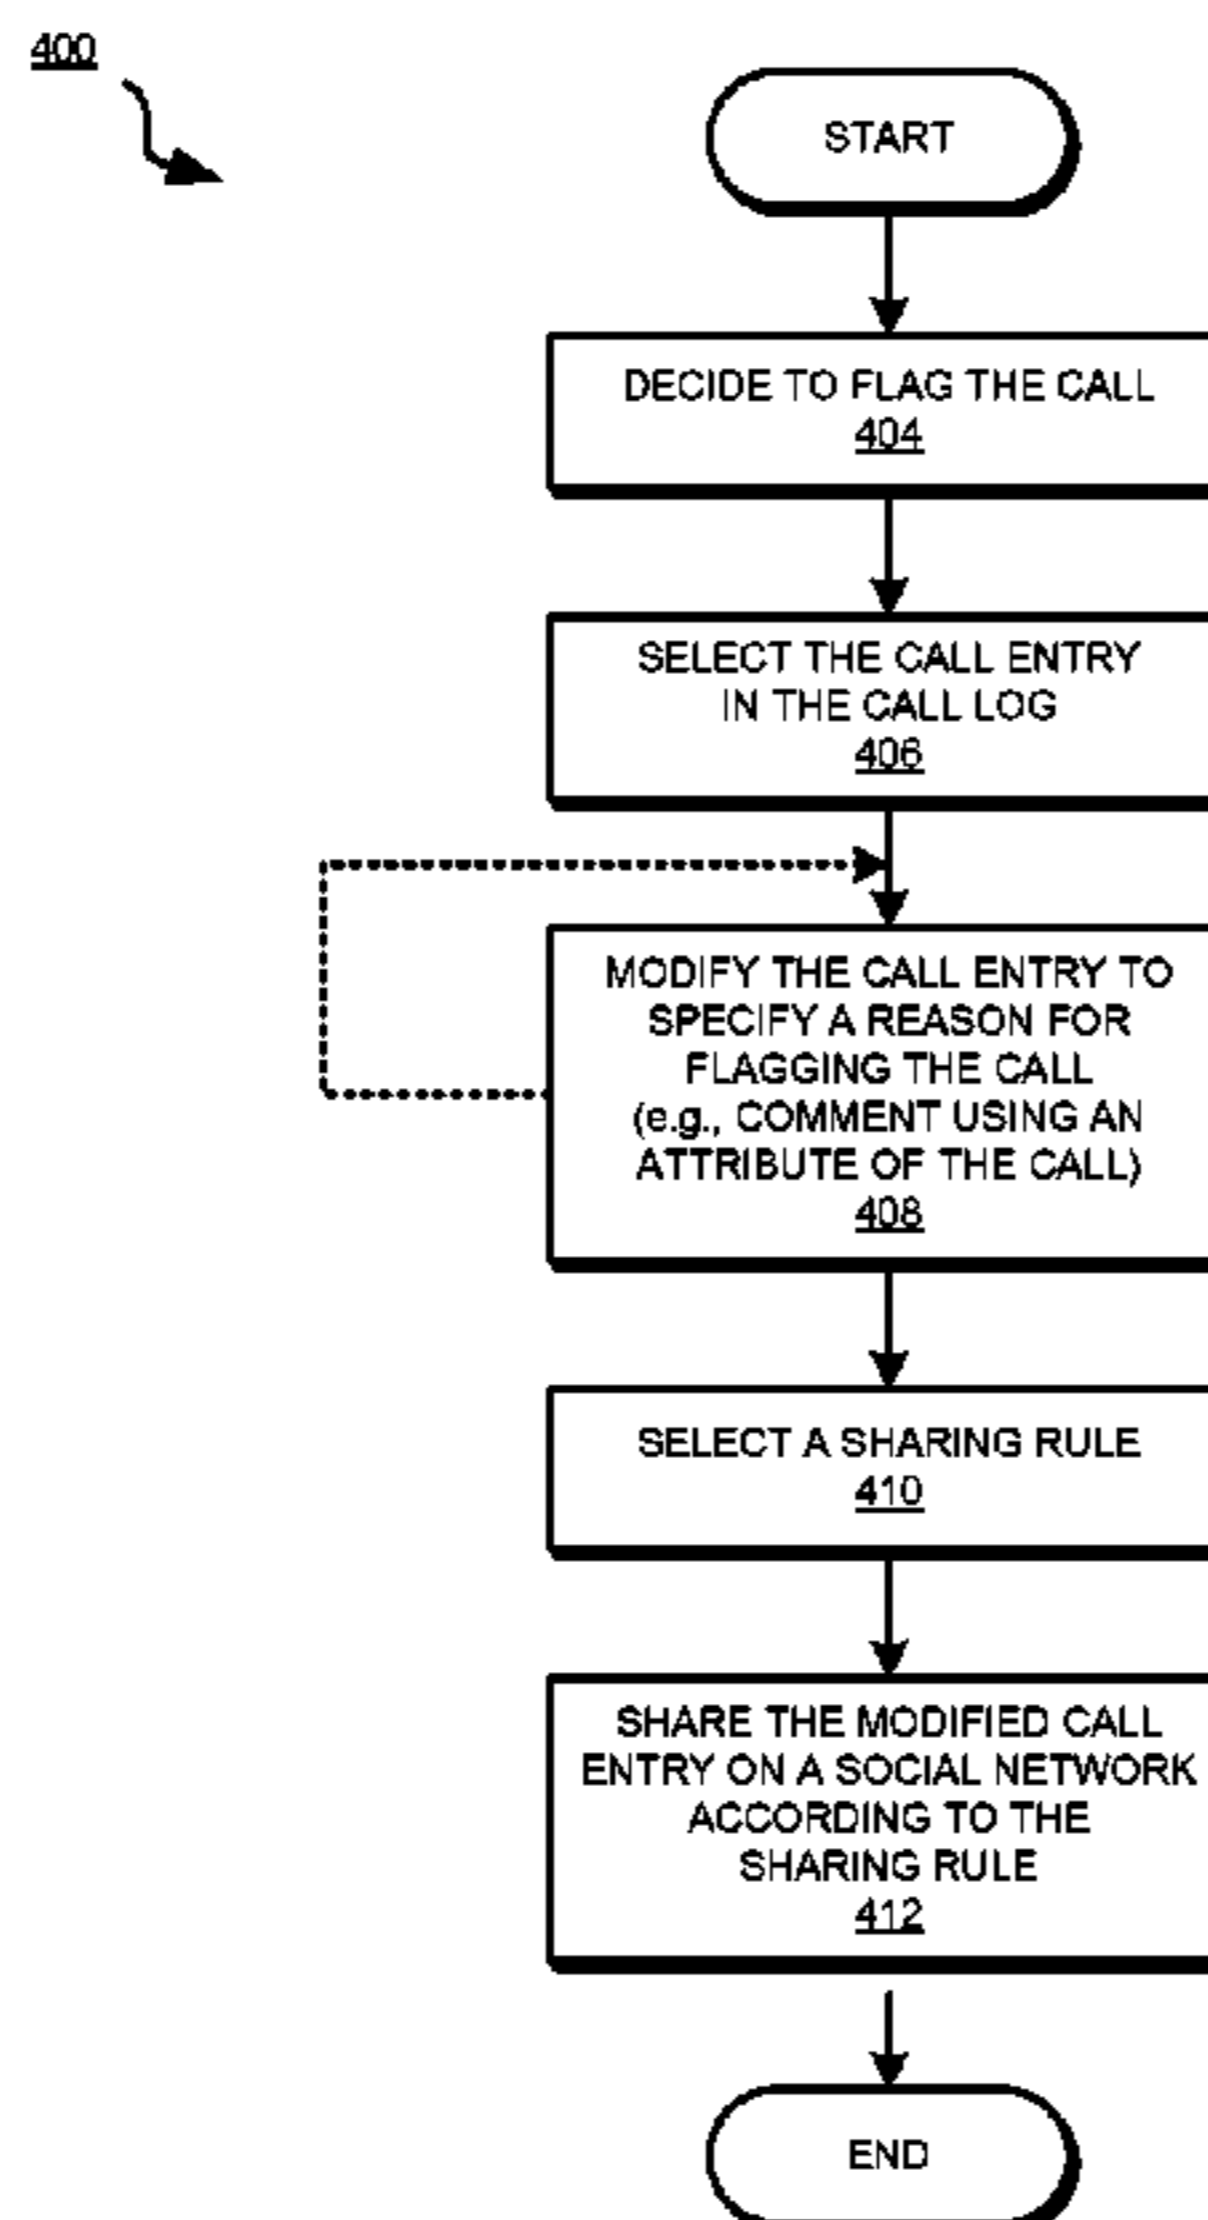 400
START
DECIDE TO FLAG THE CALL
404
SELECT THE CALL ENTRY
IN THE CALL LOG
406
MODIFY THE CALL ENTRY TO
SPECIFY A REASON FOR
FLAGGING THE CALL
(e.g., COMMENT USING AN
ATTRIBUTE OF THE CALL)
408
SELECT A SHARING RULE
410
SHARE THE MODIFIED CALL
ENTRY ON A SOCIAL NETWORK
ACCORDING TO THE
SHARING RULE
412
END